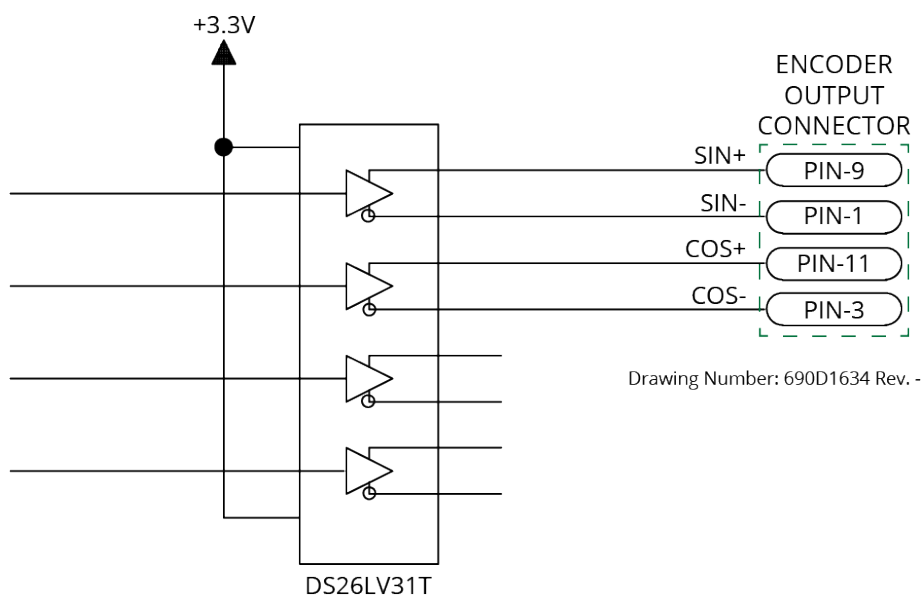 +3.3V
ENCODER
OUTPUT
CONNECTOR
SIN+
PIN-9
SIN-
PIN-1
COS+
PIN-11
COS-
PIN-3
Drawing Number: 690D1634 Rev. -
DS26LV31T